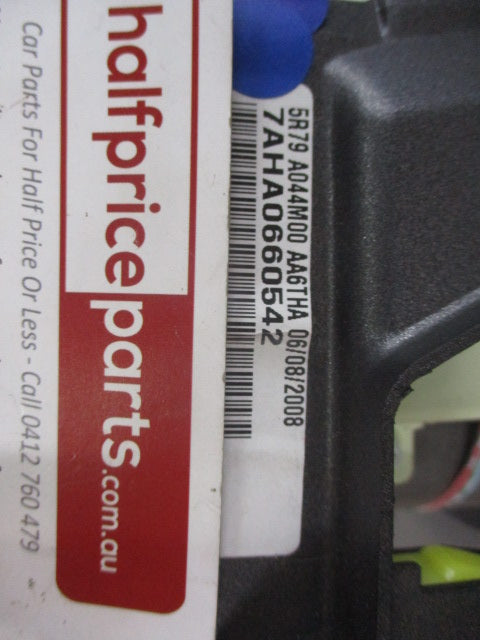 5R79 A044M00 AA6THA 06/08/2008
7AHA0660542
halfpriceparts.com.au
Car Parts For Half Price Or Less - Call 0412 760 479